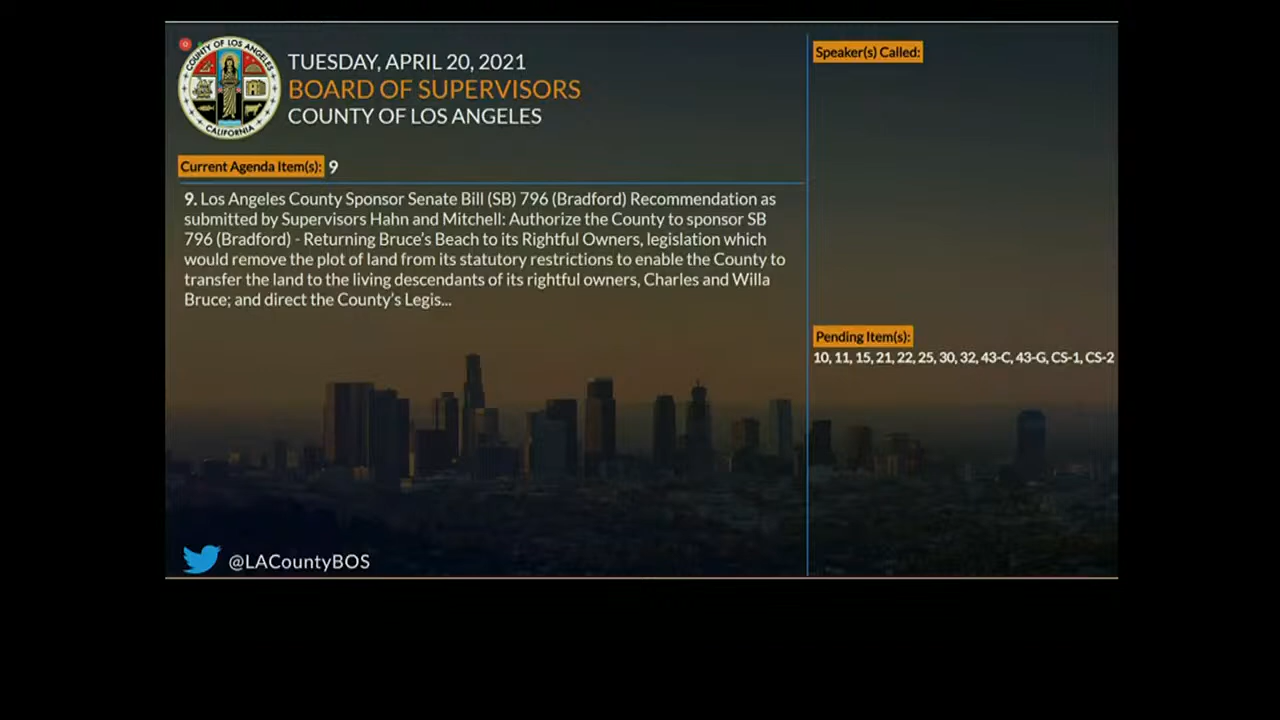 COUNTY OF LOS ANGELES
CALIFORNIA
TUESDAY, APRIL 20, 2021
BOARD OF SUPERVISORS
COUNTY OF LOS ANGELES
Current Agenda Item(s): 9
9. Los Angeles County Sponsor Senate Bill (SB) 796 (Bradford) Recommendation as
submitted by Supervisors Hahn and Mitchell: Authorize the County to sponsor SB
796 (Bradford) - Returning Bruce's Beach to its Rightful Owners, legislation which
would remove the plot of land from its statutory restrictions to enable the County to
transfer the land to the living descendants of its rightful owners, Charles and Willa
Bruce; and direct the County's Legis...
@LACountyBOS
Speaker(s) Called:
Pending Item(s):
10, 11, 15, 21, 22, 25, 30, 32, 43-C, 43-G, CS-1, CS-2